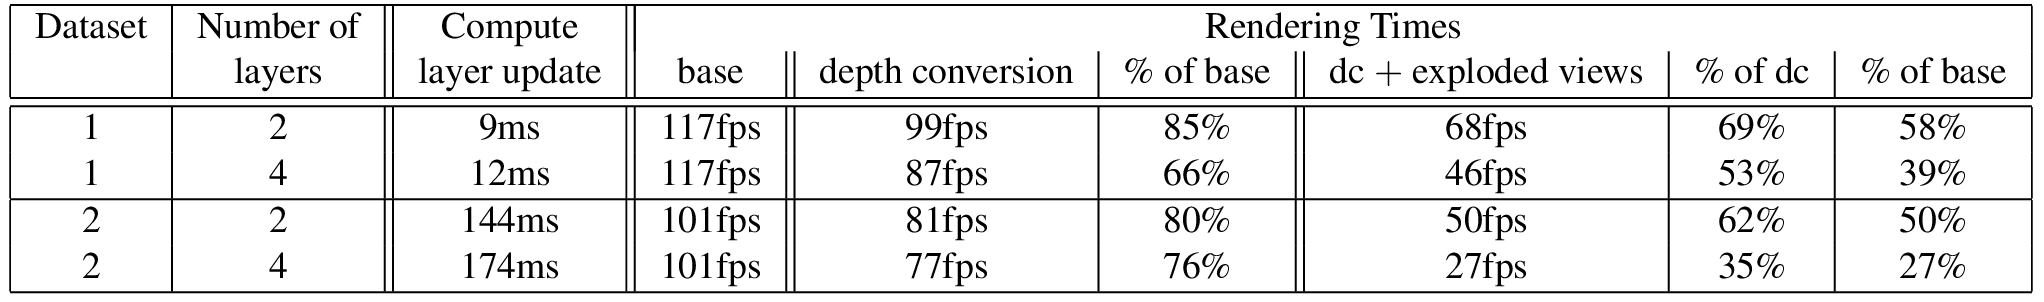 Dataset Number of Compute Rendering Times
layers layer update base depth conversion % of base dc + exploded views % of dc % of base
1 2 9ms 117fps 99fps 85% 68fps 69% 58%
1 4 12ms 117fps 87fps 66% 46fps 53% 39%
2 2 144ms 101fps 81fps 80% 50fps 62% 50%
2 4 174ms 101fps 77fps 76% 27fps 35% 27%